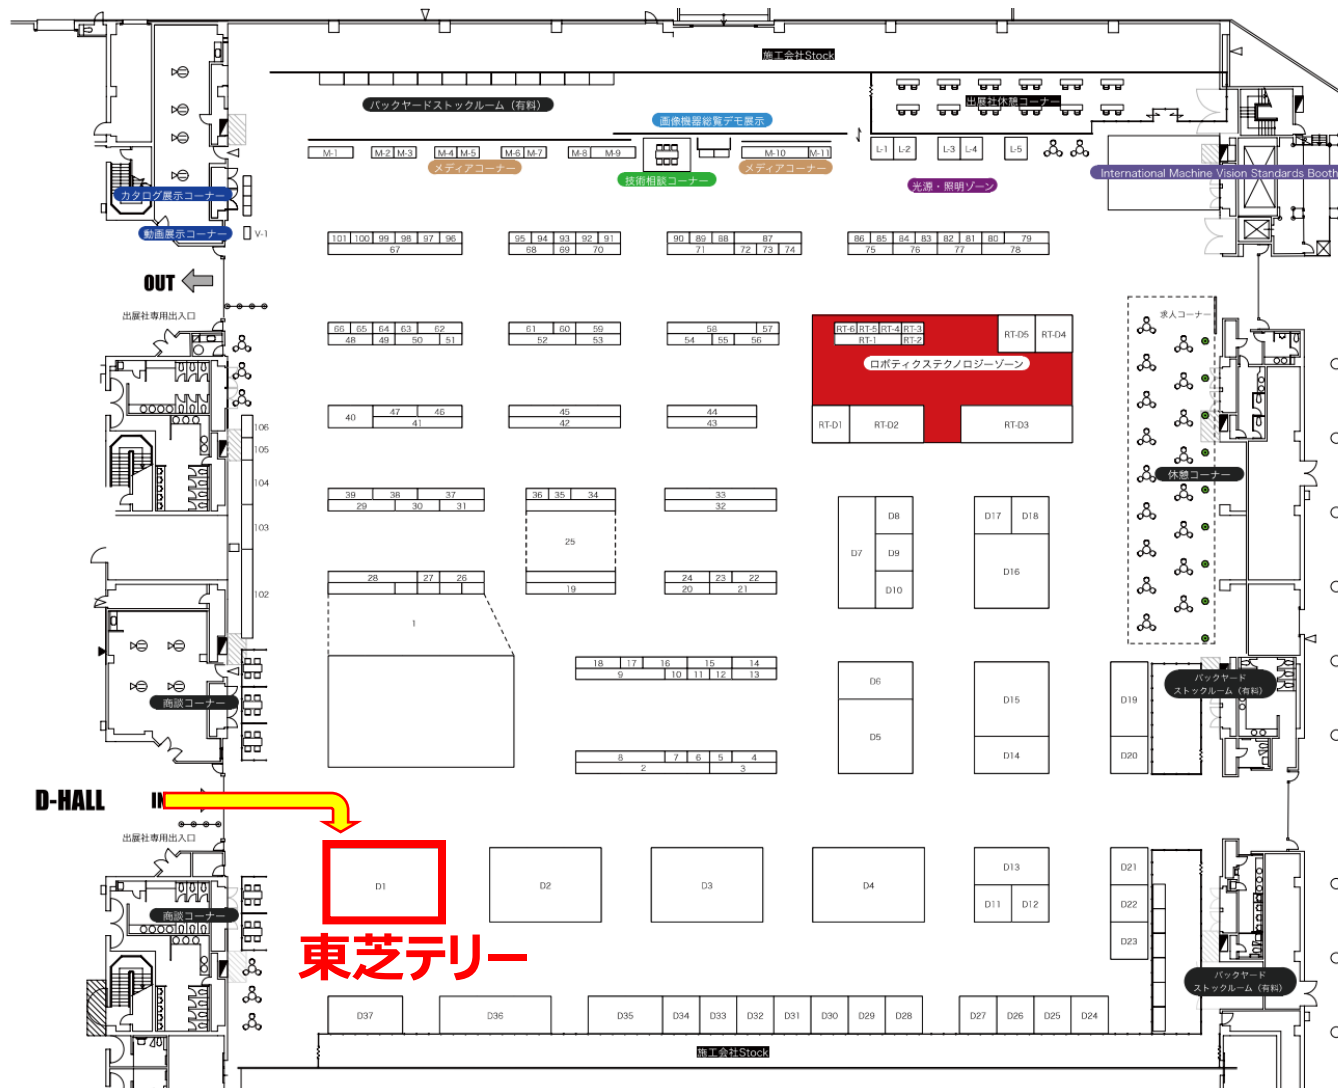 施工会社Stock
バックヤードストックルーム（有料）
出展社休憩コーナー
画像機器総覧デモ展示
M-1 M-2 M-3 M-4 M-5 M-6 M-7 M-8 M-9 M-10 M-11 L-1 L-2 L-3 L-4 L-5
メディアコーナー
技術相談コーナー
メディアコーナー
光源・照明ゾーン
International Machine Vision Standards Booth
カタログ展示コーナー
動画展示コーナー
V-1
101 100 99 98 97 96 95 94 93 92 91 90 89 88 87 86 85 84 83 82 81 80 79
67 68 69 70 71 72 73 74 75 76 77 78
OUT
出展社専用出入口
求人コーナー
66 65 64 63 62 61 60 59 58 57 RT-6 RT-5 RT-4 RT-3 RT-D5 RT-D4
48 49 50 51 52 53 54 55 56 RT-1 RT-2
ロボティクステクノロジーゾーン
40 47 46 45 44
41 42 43
RT-D1 RT-D2 RT-D3
106
105
104
103
102
休憩コーナー
39 38 37 36 35 34 33
29 30 31 32
25
D7 D8 D9 D10 D17 D18 D16
28 27 26 24 23 22
19 20 21
1
18 17 16 15 14
9 10 11 12 13
D6 D5 D15 D14 D19 D20
バックヤード
ストックルーム（有料）
商談コーナー
8 7 6 5 4
2 3
D-HALL IN
出展社専用出入口
D1 D2 D3 D4 D13 D11 D12 D21 D22 D23
商談コーナー
東芝テリー
バックヤード
ストックルーム（有料）
D37 D36 D35 D34 D33 D32 D31 D30 D29 D28 D27 D26 D25 D24
施工会社Stock